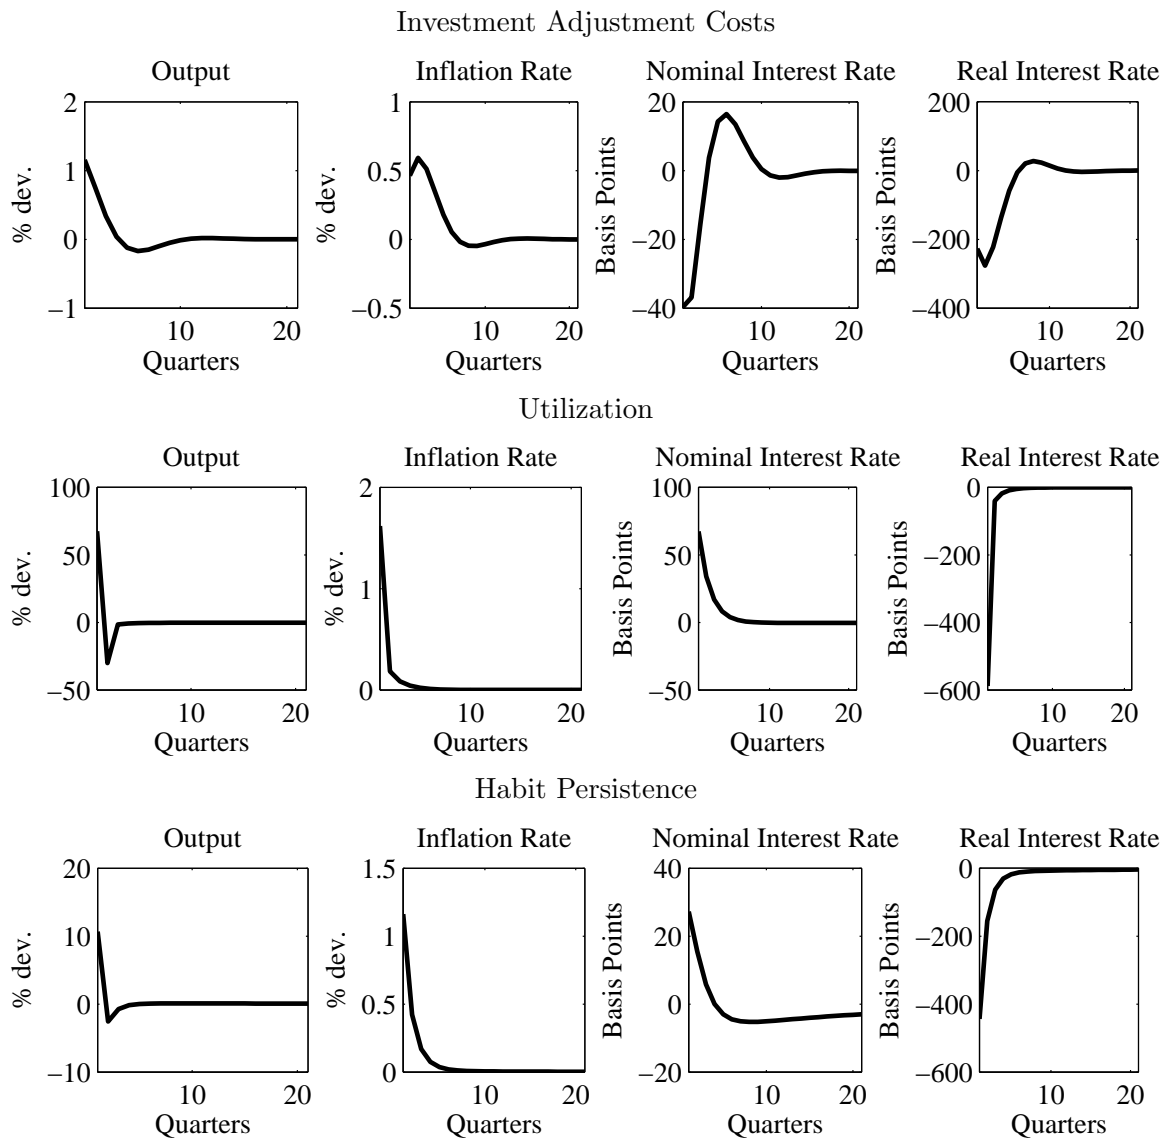 Investment Adjustment Costs
Output
Inflation Rate
Nominal Interest Rate
Real Interest Rate
% dev.
2
1
0
−1
10
20
Quarters
% dev.
1
0.5
0
−0.5
10
20
Quarters
Basis Points
20
0
−20
−40
10
20
Quarters
Basis Points
200
0
−200
−400
10
20
Quarters
Utilization
Output
Inflation Rate
Nominal Interest Rate
Real Interest Rate
% dev.
100
50
0
−50
10
20
Quarters
% dev.
2
1
0
10
20
Quarters
Basis Points
100
50
0
−50
10
20
Quarters
Basis Points
0
−200
−400
−600
10
20
Quarters
Habit Persistence
Output
Inflation Rate
Nominal Interest Rate
Real Interest Rate
% dev.
20
10
0
−10
10
20
Quarters
% dev.
1.5
1
0.5
0
10
20
Quarters
Basis Points
40
20
0
−20
10
20
Quarters
Basis Points
0
−200
−400
−600
10
20
Quarters